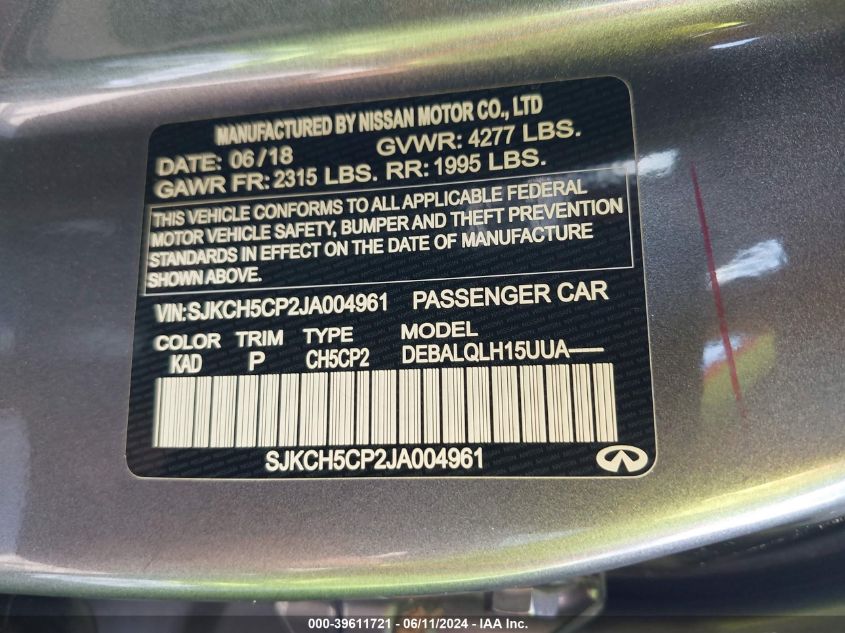 MANUFACTURED BY NISSAN MOTOR CO., LTD
DATE: 06/18 GVWR: 4277 LBS.
GAWR FR: 2315 LBS. RR: 1995 LBS.
THIS VEHICLE CONFORMS TO ALL APPLICABLE FEDERAL
MOTOR VEHICLE SAFETY, BUMPER AND THEFT PREVENTION
STANDARDS IN EFFECT ON THE DATE OF MANUFACTURE
SHOWN ABOVE.
VIN: SJKCH5CP2JA004961 PASSENGER CAR
COLOR TRIM TYPE MODEL
KAD P CH5CP2 DEBALQLH15UUA—
SJKCH5CP2JA004961
000-39611721 - 06/11/2024 - IAA Inc.